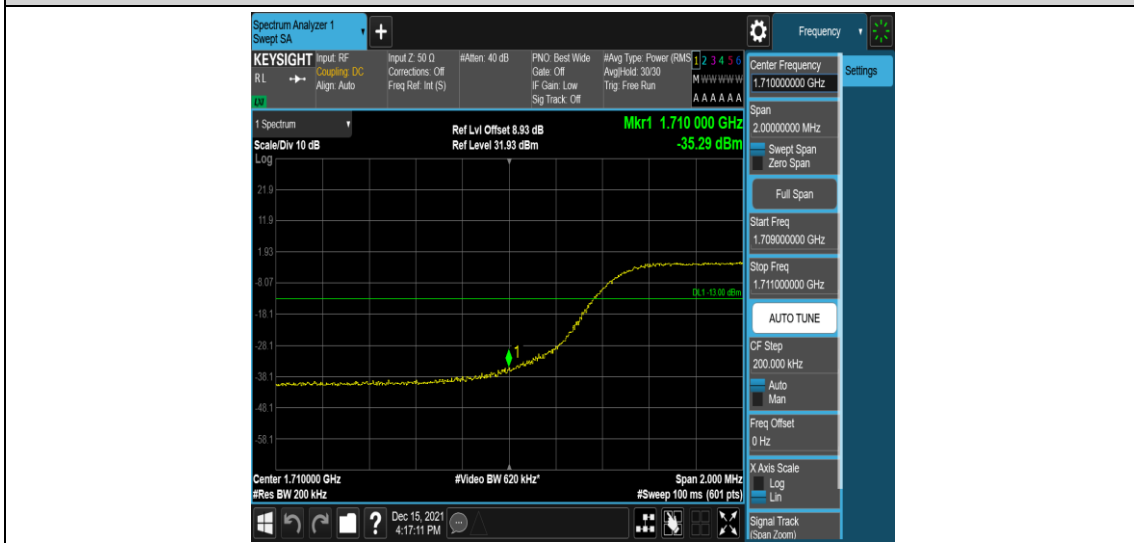 Spectrum Analyzer 1
Swept SA
+
Frequency
KEYSIGHT
RL
Input: RF
Coupling: DC
Align: Auto
Input Z: 50 Ω
Corrections: Off
Freq Ref: Int (S)
#Atten: 40 dB
PNO: Best Wide
Gate: Off
IF Gain: Low
Sig Track: Off
#Avg Type: Power (RMS
Avg|Hold: 30/30
Trig: Free Run
1 2 3 4 5 6
M W W W W W
A A A A A A
1 Spectrum
Scale/Div 10 dB
Ref Lvl Offset 8.93 dB
Ref Level 31.93 dBm
Mkr1 1.710 000 GHz
-35.29 dBm
Log
21.9
11.9
1.93
-8.07
-18.1
-28.1
-38.1
-48.1
-58.1
DL1 -13.00 dBm
1
Center 1.710000 GHz
#Res BW 200 kHz
#Video BW 620 kHz*
Span 2.000 MHz
#Sweep 100 ms (601 pts)
Center Frequency
1.710000000 GHz
Settings
Span
2.00000000 MHz
Swept Span
Zero Span
Full Span
Start Freq
1.709000000 GHz
Stop Freq
1.711000000 GHz
AUTO TUNE
CF Step
200.000 kHz
Auto
Man
Freq Offset
0 Hz
X Axis Scale
Log
Lin
Signal Track
(Span Zoom)
?
Dec 15, 2021
4:17:11 PM